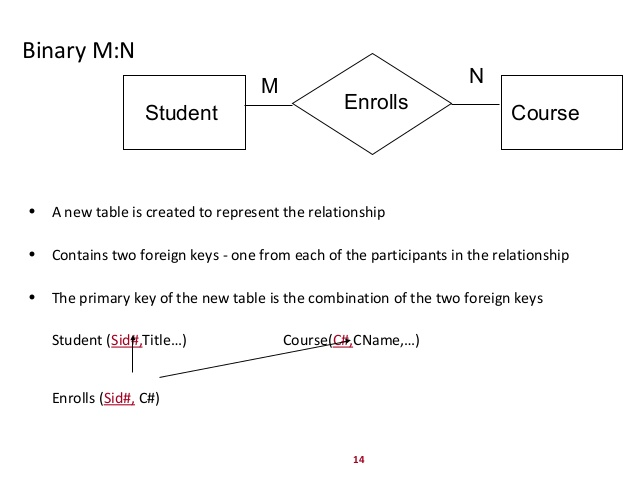 Binary M:N
M
N
Student
Enrolls
Course
• A new table is created to represent the relationship
• Contains two foreign keys - one from each of the participants in the relationship
• The primary key of the new table is the combination of the two foreign keys
Student (Sid#,Title…) Course(C#,CName,…)
Enrolls (Sid#, C#)
14